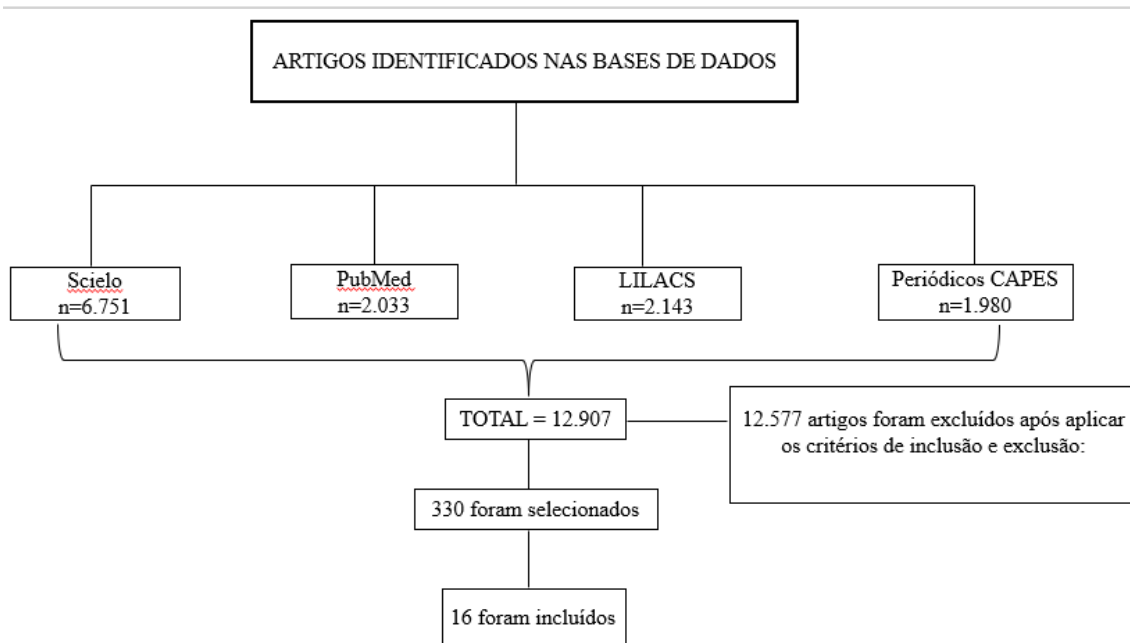 ARTIGOS IDENTIFICADOS NAS BASES DE DADOS
Scielo
n=6.751
PubMed
n=2.033
LILACS
n=2.143
Periódicos CAPES
n=1.980
TOTAL = 12.907
12.577 artigos foram excluídos após aplicar
os critérios de inclusão e exclusão:
330 foram selecionados
16 foram incluídos